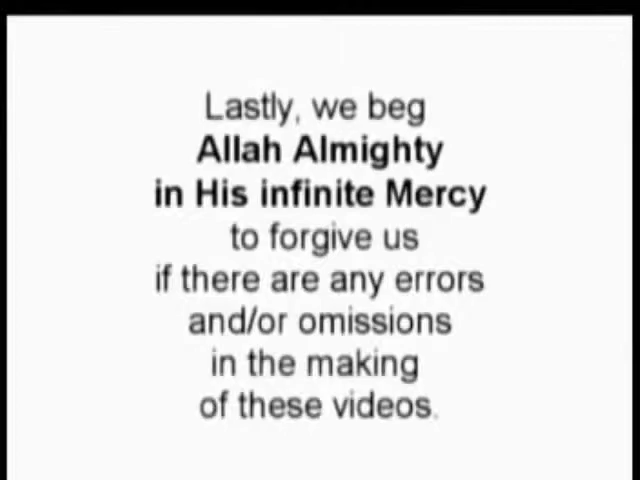 Lastly, we beg
Allah Almighty
in His infinite Mercy
to forgive us
if there are any errors
and/or omissions
in the making
of these videos.